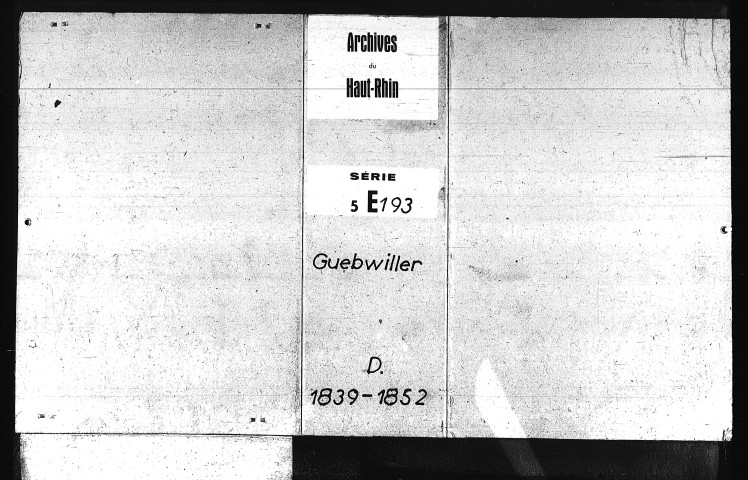 Archives
du
Haut-Rhin
SÉRIE
5 E193
Guebwiller
D.
1839-1852